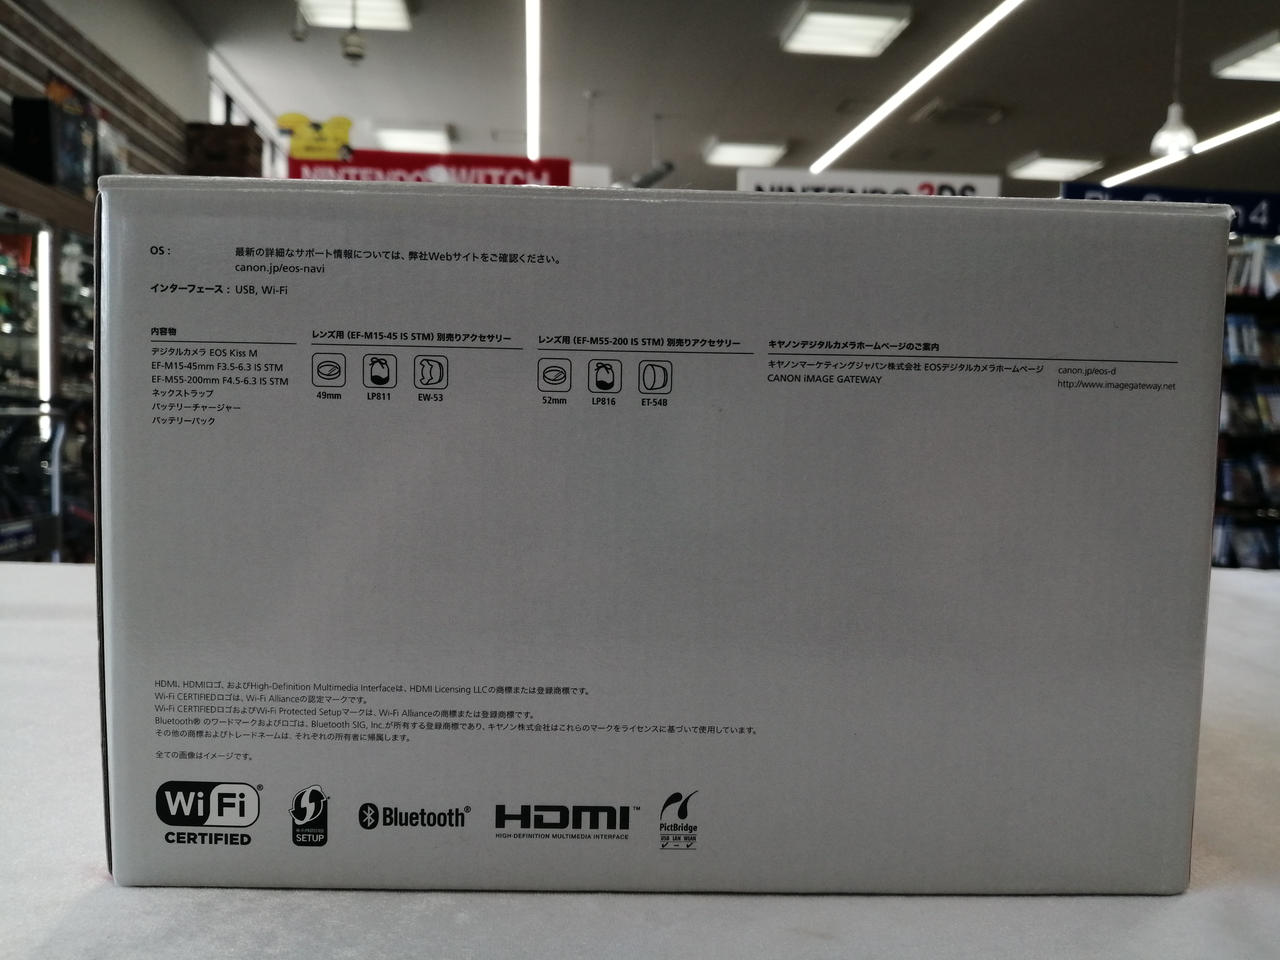 NINTENDO SWITCH
NINTENDO 3DS
PlayStation 4
OS :
最新の詳細なサポート情報については、弊社Webサイトをご確認ください。
canon.jp/eos-navi
インターフェース : USB, Wi-Fi
内容物
デジタルカメラ EOS Kiss M
EF-M15-45mm F3.5-6.3 IS STM
EF-M55-200mm F4.5-6.3 IS STM
ネックストラップ
バッテリーチャージャー
バッテリーパック
レンズ用 (EF-M15-45 IS STM) 別売りアクセサリー
49mm
LP811
EW-53
レンズ用 (EF-M55-200 IS STM) 別売りアクセサリー
52mm
LP816
ET-54B
キヤノンデジタルカメラホームページのご案内
キヤノンマーケティングジャパン株式会社 EOSデジタルカメラホームページ canon.jp/eos-d
CANON iMAGE GATEWAY http://www.imagegateway.net
HDMI、HDMIロゴ、およびHigh-Definition Multimedia Interfaceは、HDMI Licensing LLCの商標または登録商標です。
Wi-Fi CERTIFIEDロゴは、Wi-Fi Allianceの認定マークです。
Wi-Fi CERTIFIEDロゴおよびWi-Fi Protected Setupマークは、Wi-Fi Allianceの商標または登録商標です。
Bluetooth® のワードマークおよびロゴは、Bluetooth SIG, Inc.が所有する登録商標であり、キヤノン株式会社はこれらのマークをライセンスに基づいて使用しています。
その他の商標およびトレードネームは、それぞれの所有者に帰属します。
全ての画像はイメージです。
Wi Fi®
CERTIFIED
Wi-Fi PROTECTED
SETUP
Bluetooth®
HDMI™
HIGH-DEFINITION MULTIMEDIA INTERFACE
PictBridge
USB LAN WLAN
✓ – ✓